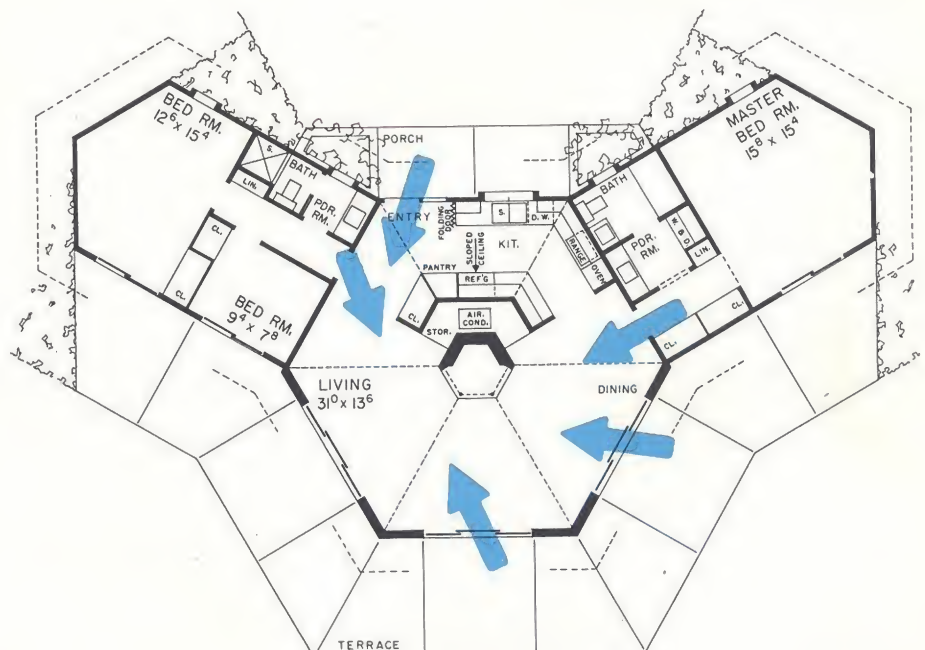 BED RM.
12⁶ x 15⁴
S.
BATH
LIN.
PDR.
RM.
CL.
CL.
BED RM.
9⁴ x 7⁸
PORCH
ENTRY
FOLDING
DOOR
S.
D.W.
KIT.
SLOPED
CEILING
PANTRY
REF'G
RANGE
OVEN
CL.
STOR.
AIR
COND.
BATH
PDR.
RM.
LIN.
MASTER
BED RM.
15⁸ x 15⁴
CL.
CL.
LIVING
31⁰ x 13⁶
DINING
TERRACE